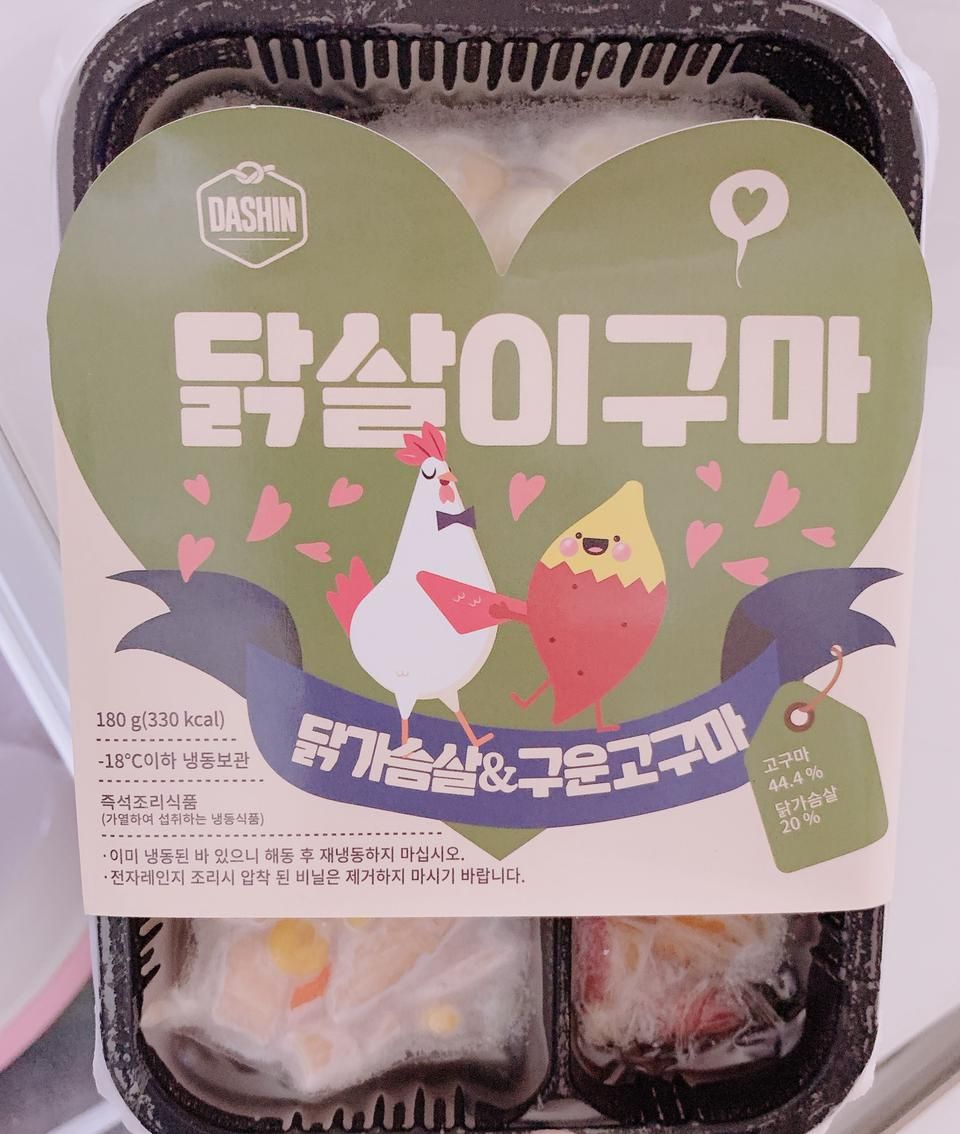 DASHIN
닭살이구마
닭가슴살&구운고구마
180 g(330 kcal)
-18°C이하 냉동보관
즉석조리식품
(가열하여 섭취하는 냉동식품)
·이미 냉동된 바 있으니 해동 후 재냉동하지 마십시오.
·전자레인지 조리시 압착 된 비닐은 제거하지 마시기 바랍니다.
고구마
44.4 %
닭가슴살
20 %